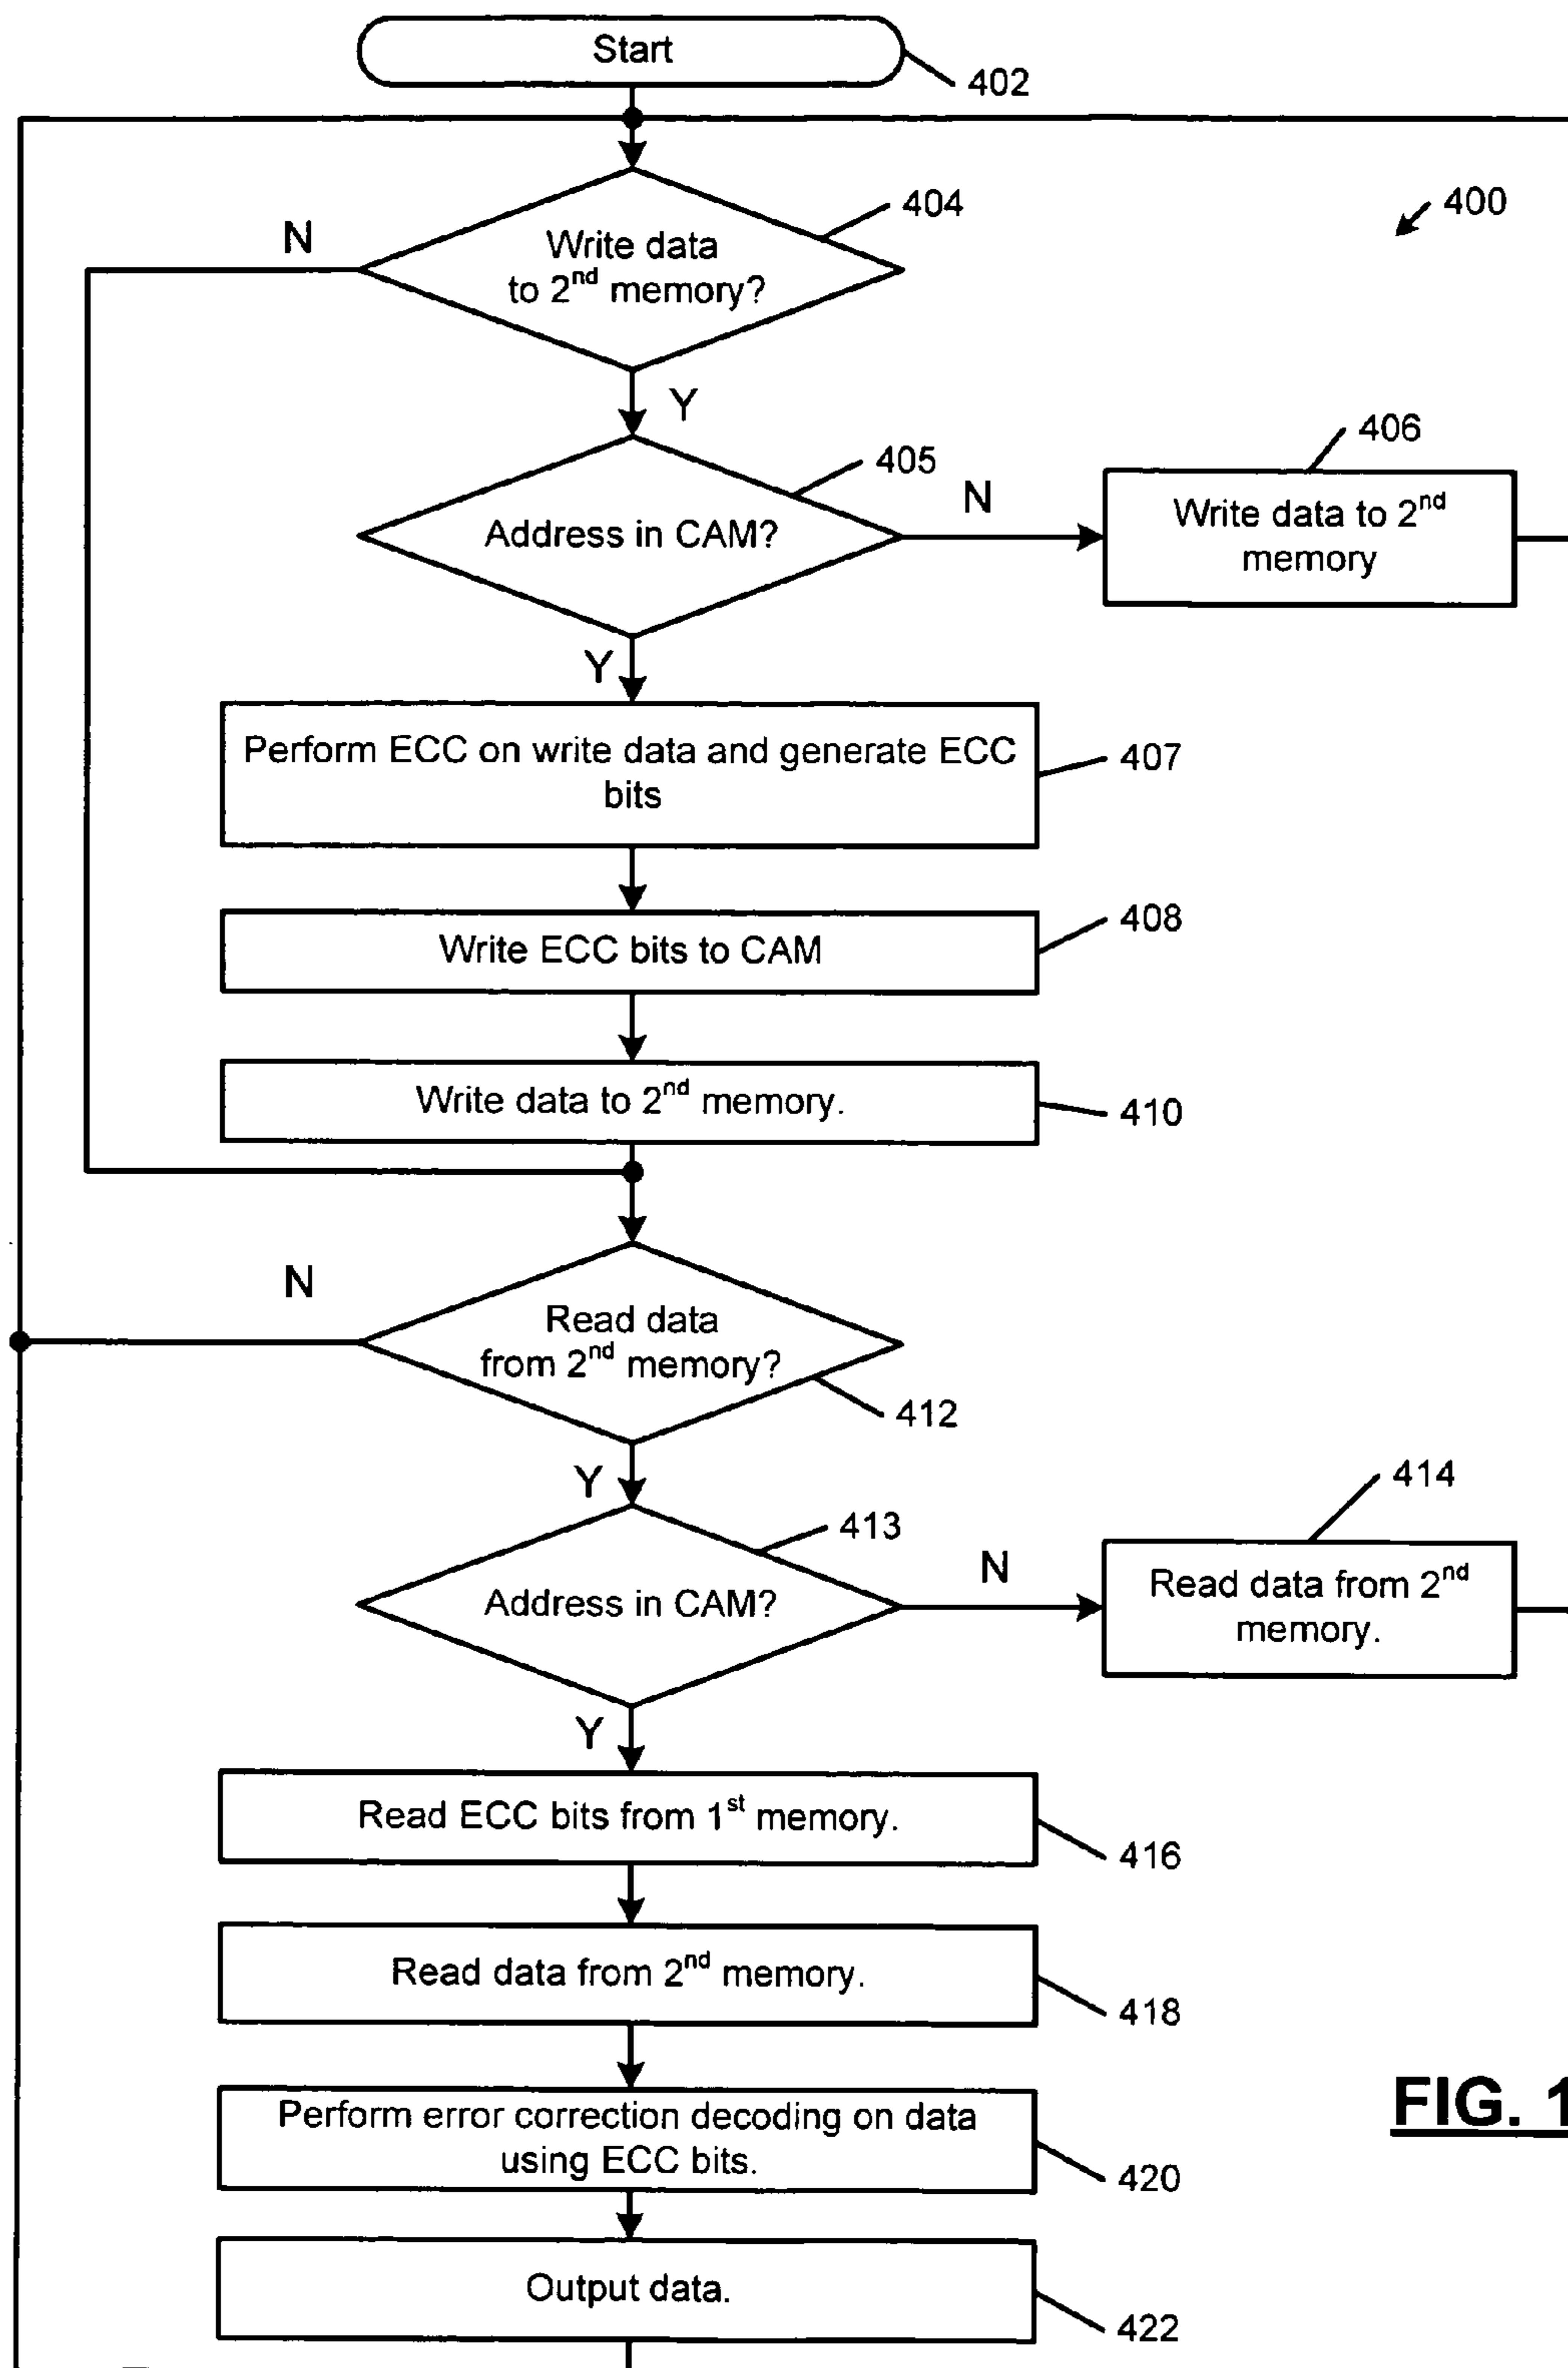 Start
402
400
404
N
Write data
to 2nd memory?
Y
405
406
Address in CAM?
N
Write data to 2nd
memory
Y
Perform ECC on write data and generate ECC
bits
407
408
Write ECC bits to CAM
Write data to 2nd memory.
410
N
Read data
from 2nd memory?
412
Y
413
414
Address in CAM?
N
Read data from 2nd
memory.
Y
Read ECC bits from 1st memory.
416
Read data from 2nd memory.
418
Perform error correction decoding on data
using ECC bits.
420
FIG. 1
Output data.
422